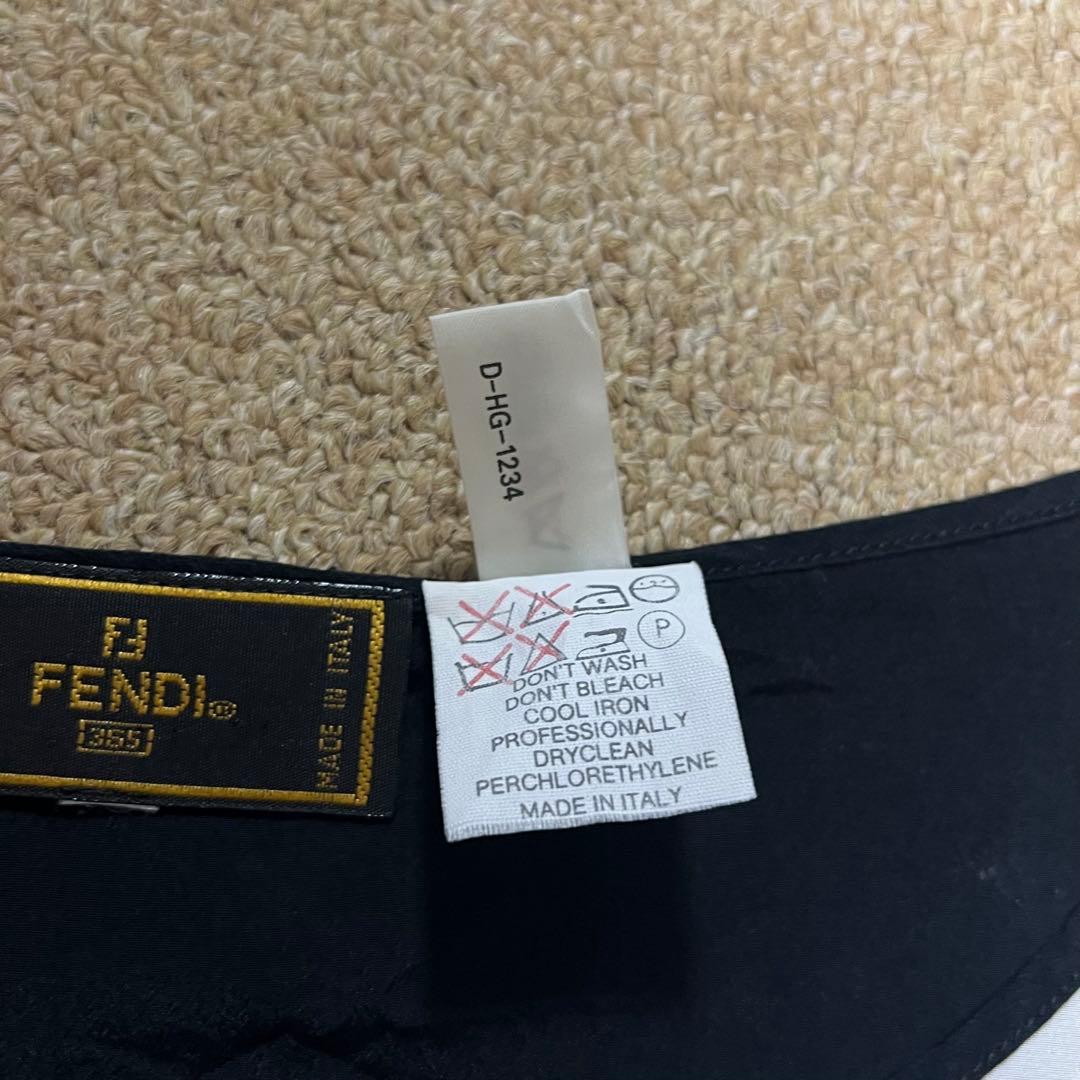 D-HG-1234
FENDI®
365
MADE IN ITALY
P
DON'T WASH
DON'T BLEACH
COOL IRON
PROFESSIONALLY
DRYCLEAN
PERCHLORETHYLENE
MADE IN ITALY